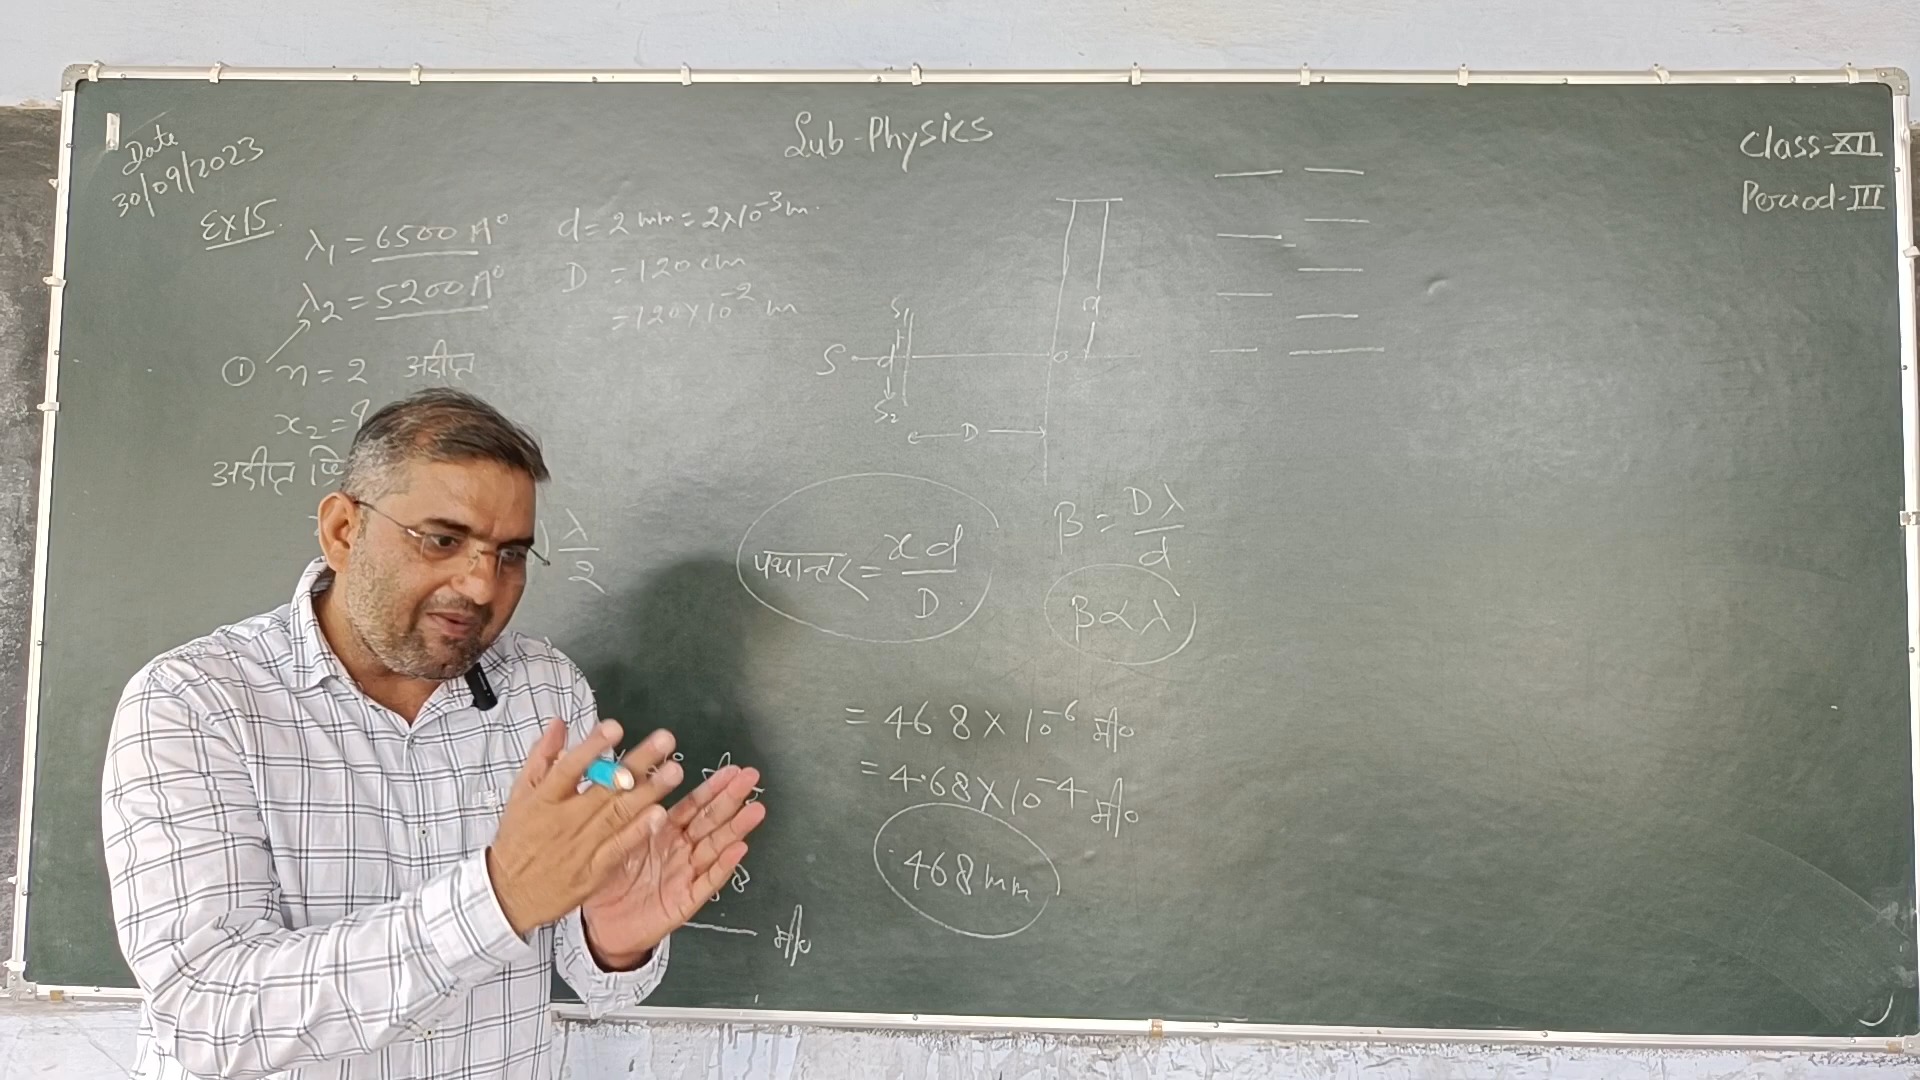 Date
30/09/2023
Sub-Physics
Class-XII
Period-III
Ex15.
λ₁ = 6500 A°
λ₂ = 5200 A°
d = 2 mm = 2×10⁻³ m.
D = 120 cm
= 120×10⁻² m
① n = 2 अदीप्त
x₂ = ?
अदीप्त
λ/2
S₁
S
d
S₂
O
x
D
पथान्तर = xd/D
β = Dλ/d
β ∝ λ
= 468 × 10⁻⁶ मी०
= 4.68 × 10⁻⁴ मी०
.468 mm
मी०